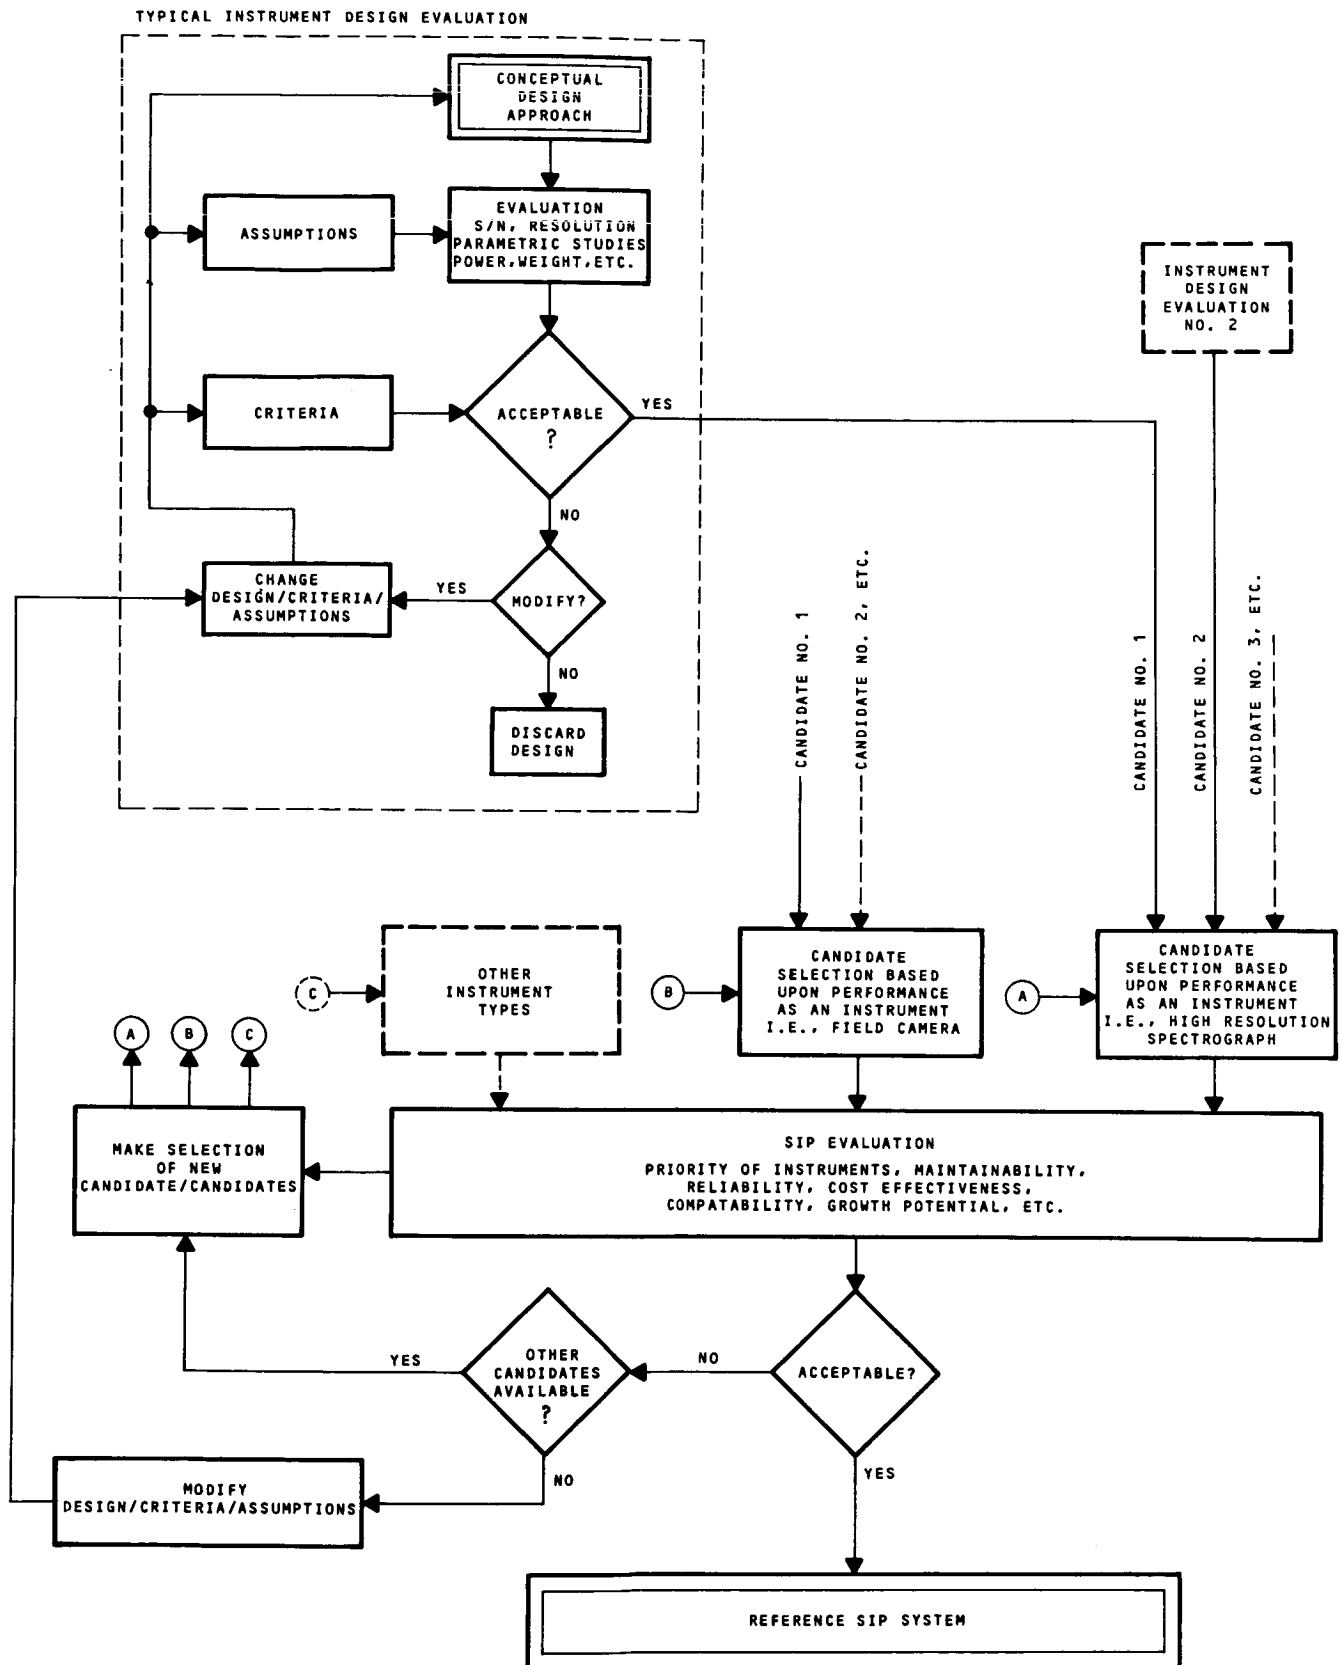 TYPICAL INSTRUMENT DESIGN EVALUATION
CONCEPTUAL
DESIGN
APPROACH
ASSUMPTIONS
EVALUATION
S/N, RESOLUTION
PARAMETRIC STUDIES
POWER, WEIGHT, ETC.
INSTRUMENT
DESIGN
EVALUATION
NO. 2
CRITERIA
ACCEPTABLE
?
YES
NO
CHANGE
DESIGN/CRITERIA/
ASSUMPTIONS
YES
MODIFY?
NO
DISCARD
DESIGN
CANDIDATE NO. 1
CANDIDATE NO. 2, ETC.
CANDIDATE NO. 1
CANDIDATE NO. 2
CANDIDATE NO. 3, ETC.
C
OTHER
INSTRUMENT
TYPES
B
CANDIDATE
SELECTION BASED
UPON PERFORMANCE
AS AN INSTRUMENT
I.E., FIELD CAMERA
A
CANDIDATE
SELECTION BASED
UPON PERFORMANCE
AS AN INSTRUMENT
I.E., HIGH RESOLUTION
SPECTROGRAPH
A
B
C
MAKE SELECTION
OF NEW
CANDIDATE/CANDIDATES
SIP EVALUATION
PRIORITY OF INSTRUMENTS, MAINTAINABILITY,
RELIABILITY, COST EFFECTIVENESS,
COMPATABILITY, GROWTH POTENTIAL, ETC.
YES
OTHER
CANDIDATES
AVAILABLE
?
NO
ACCEPTABLE?
NO
YES
MODIFY
DESIGN/CRITERIA/ASSUMPTIONS
REFERENCE SIP SYSTEM